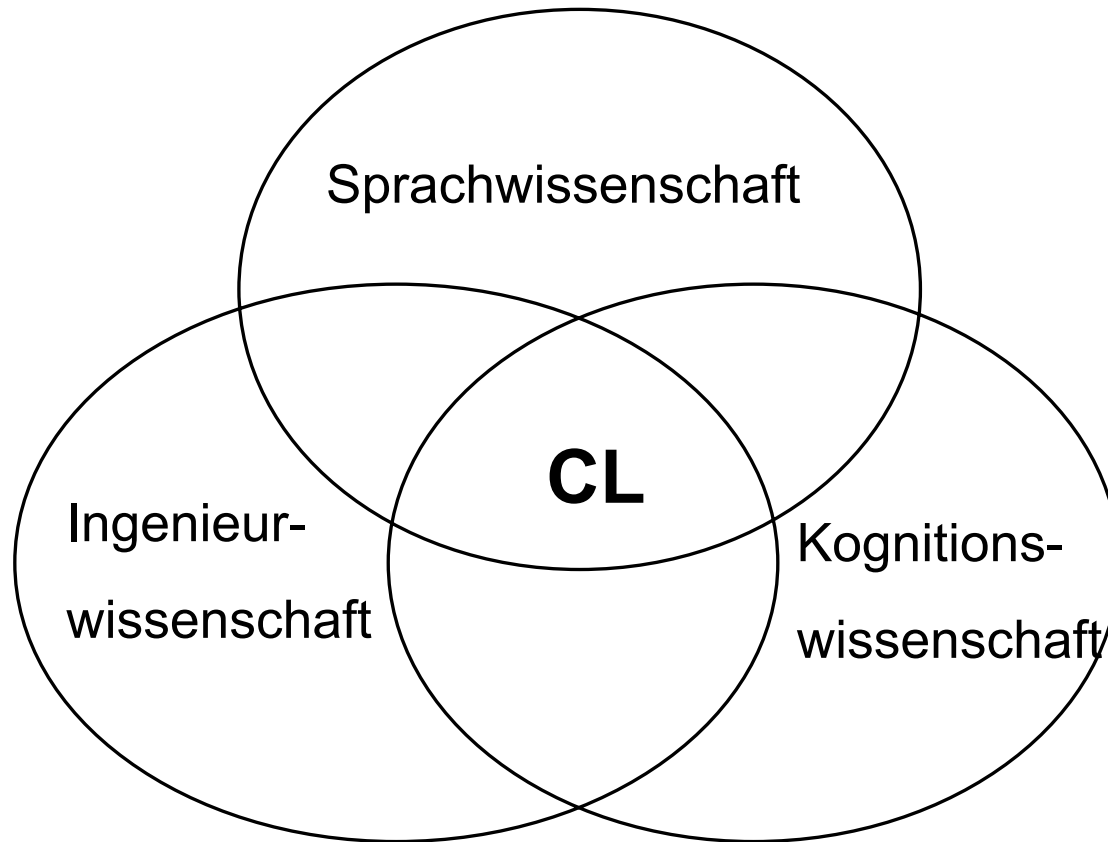 Sprachwissenschaft
CL
Ingenieur-
wissenschaft
Kognitions-
wissenschaft